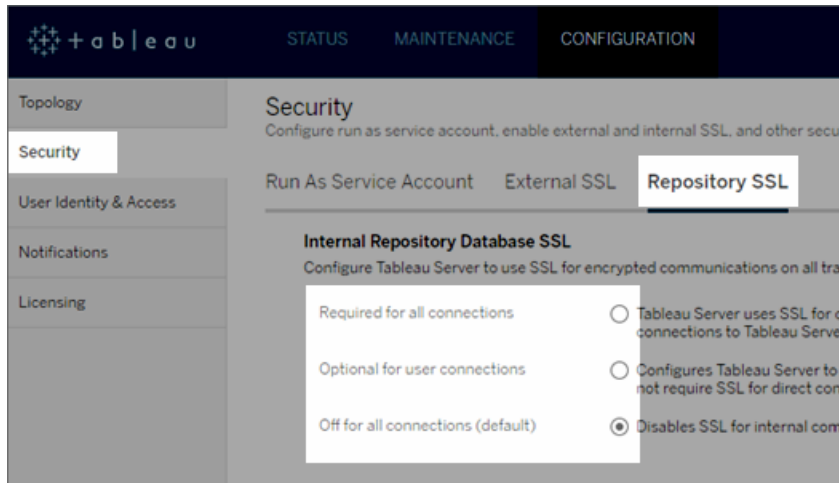 + a b | e a u
STATUS MAINTENANCE CONFIGURATION
Topology
Security
User Identity & Access
Notifications
Licensing
Security
Configure run as service account, enable external and internal SSL, and other secu
Run As Service Account External SSL Repository SSL
Internal Repository Database SSL
Configure Tableau Server to use SSL for encrypted communications on all tra
Required for all connections Tableau Server uses SSL for
connections to Tableau Serve
Optional for user connections Configures Tableau Server to
not require SSL for direct con
Off for all connections (default) Disables SSL for internal com